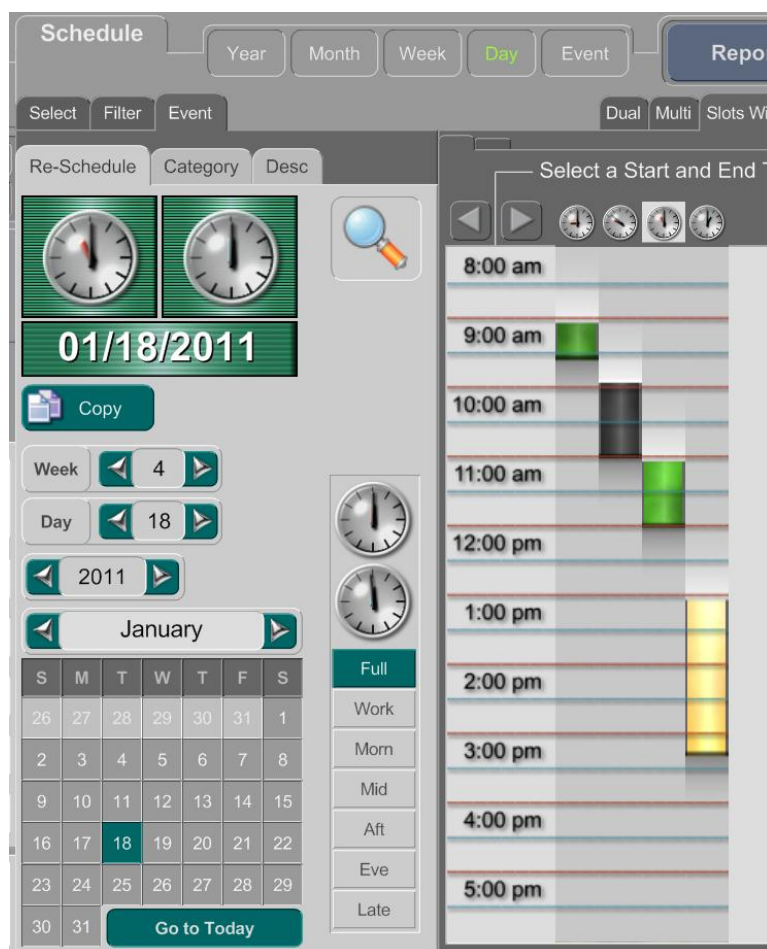 Schedule
Year Month Week Day Event
Repo
Select Filter Event
Dual Multi Slots Wi
Re-Schedule Category Desc
Select a Start and End T
01/18/2011
Copy
Week 4
Day 18
2011
January
S M T W T F S
26 27 28 29 30 31 1
2 3 4 5 6 7 8
9 10 11 12 13 14 15
16 17 18 19 20 21 22
23 24 25 26 27 28 29
30 31 Go to Today
Full
Work
Morn
Mid
Aft
Eve
Late
8:00 am
9:00 am
10:00 am
11:00 am
12:00 pm
1:00 pm
2:00 pm
3:00 pm
4:00 pm
5:00 pm